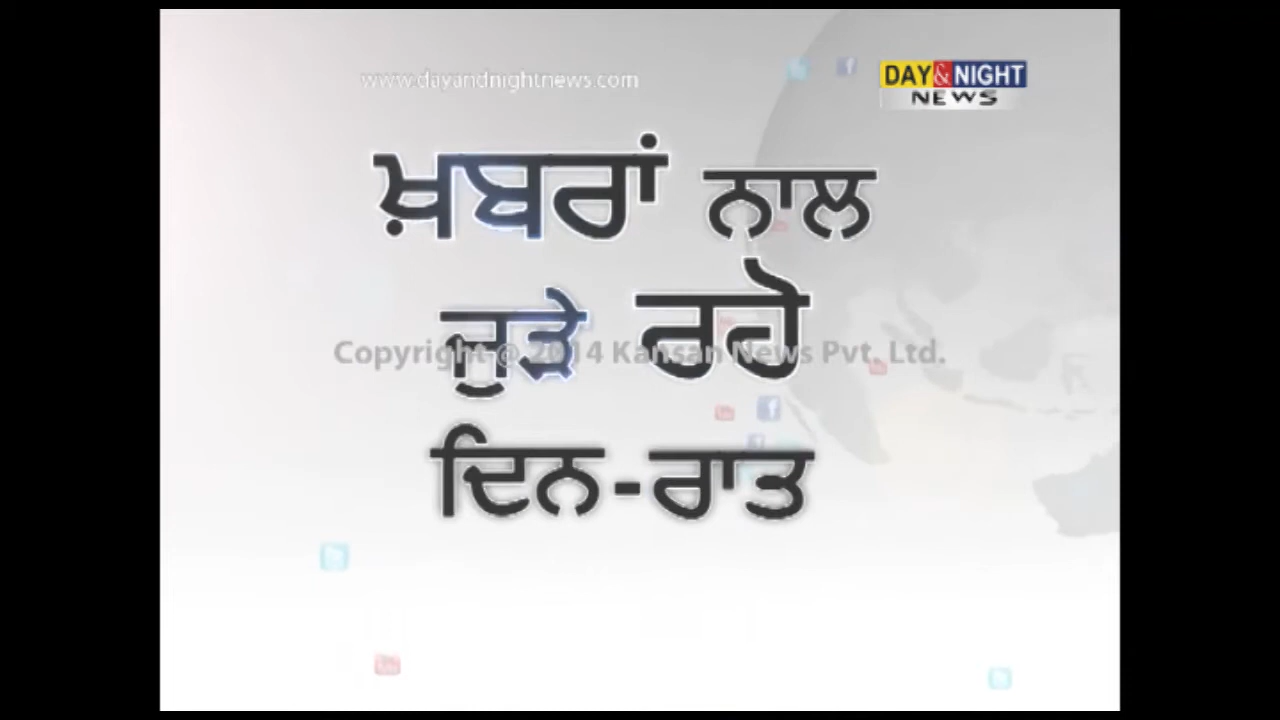 www.dayandnightnews.com
DAY&NIGHT
NEWS
ਖ਼ਬਰਾਂ ਨਾਲ
ਜੁੜੇ ਰਹੋ
Copyright @ 2014 Kansan News Pvt. Ltd.
ਦਿਨ-ਰਾਤ